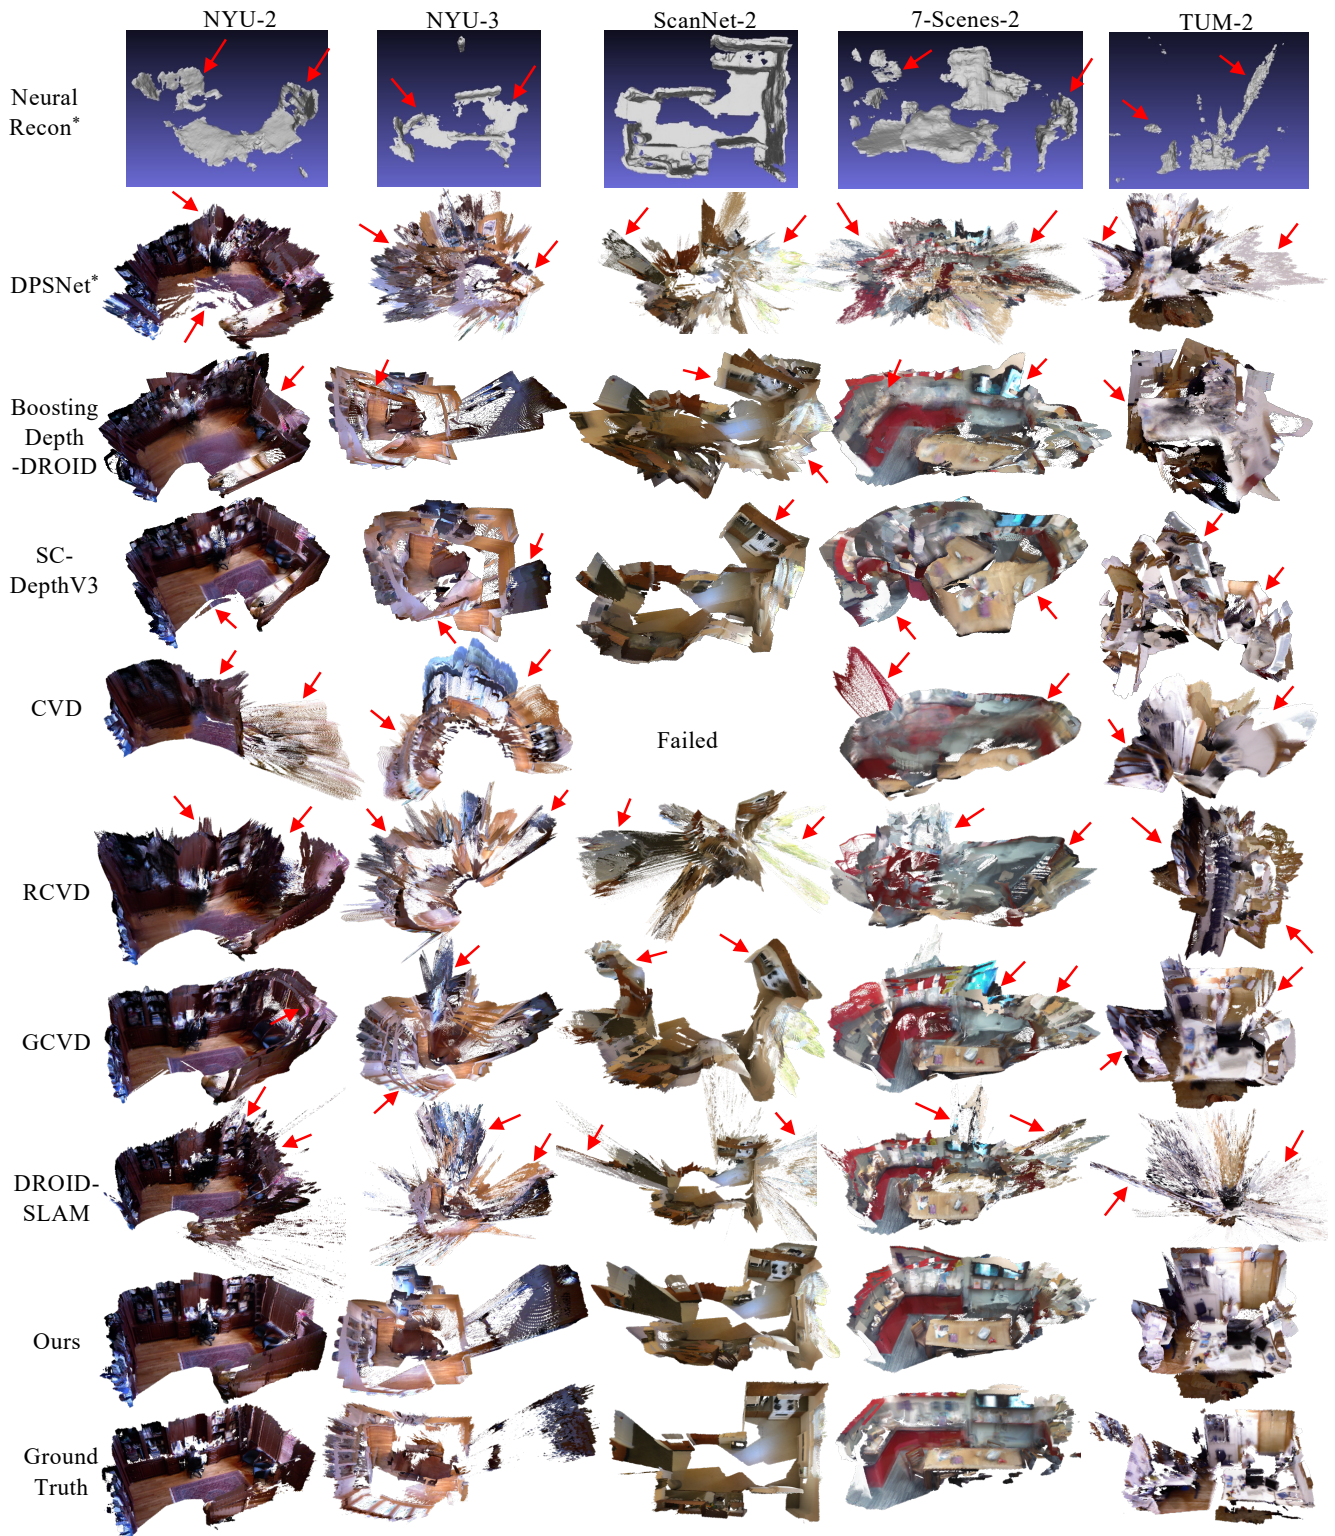 NYU-2 NYU-3 ScanNet-2 7-Scenes-2 TUM-2
Neural
Recon*
DPSNet*
Boosting
Depth
-DROID
SC-
DepthV3
CVD
Failed
RCVD
GCVD
DROID-
SLAM
Ours
Ground
Truth